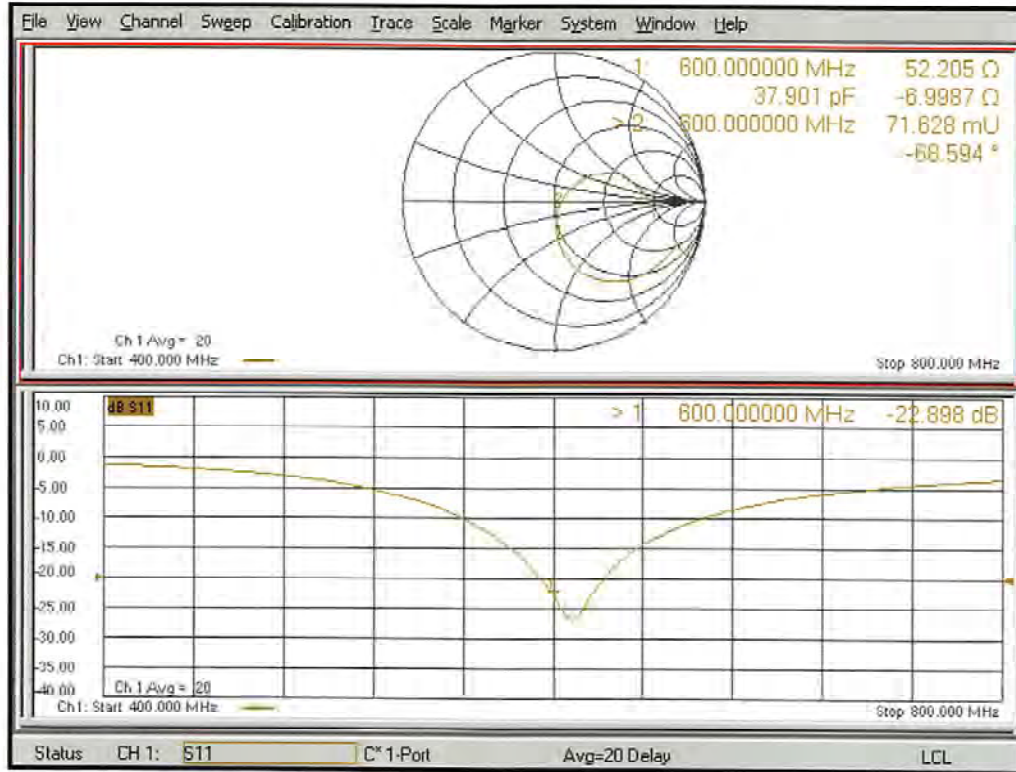 File View Channel Sweep Calibration Trace Scale Marker System Window Help
1: 600.000000 MHz 52.205 Ω
37.901 pF -6.9987 Ω
> 2: 600.000000 MHz 71.628 mU
-68.594 °
2
1
Ch 1 Avg = 20
Ch1: Start 400.000 MHz
Stop 800.000 MHz
10.00
dB S11
> 1: 600.000000 MHz -22.898 dB
5.00
0.00
-5.00
-10.00
-15.00
-20.00
1
-25.00
-30.00
-35.00
-40.00
Ch 1 Avg = 20
Ch1: Start 400.000 MHz
Stop 800.000 MHz
Status CH 1: S11 C* 1-Port Avg=20 Delay LCL